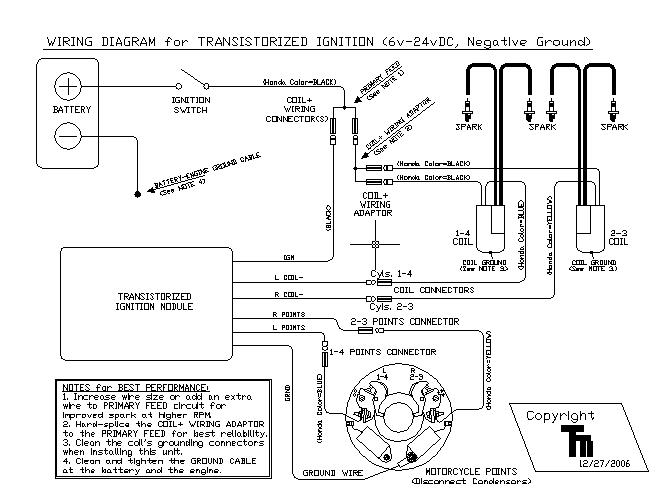 WIRING DIAGRAM for TRANSISTORIZED IGNITION (6v-24vDC, Negative Ground)
BATTERY
IGNITION
SWITCH
(Honda Color=BLACK)
COIL+
WIRING
CONNECTOR(S)
PRIMARY FEED
(See NOTE 1)
COIL+ WIRING ADAPTOR
(See NOTE 2)
SPARK
SPARK
SPARK
BATTERY-ENGINE GROUND CABLE
(See NOTE 4)
(Honda Color=BLACK)
(Honda Color=BLACK)
COIL+
WIRING
ADAPTOR
(BLACK)
(Honda Color=BLUE)
(Honda Color=YELLOW)
1-4
COIL
2-3
COIL
COIL GROUND
(See NOTE 3)
COIL GROUND
(See NOTE 3)
IGN
L COIL-
R COIL-
R POINTS
L POINTS
Cyls. 1-4
COIL CONNECTORS
Cyls. 2-3
TRANSISTORIZED
IGNITION MODULE
2-3 POINTS CONNECTOR
1-4 POINTS CONNECTOR
GRND
(Honda Color=BLUE)
(Honda Color=YELLOW)
L
1-4
R
2-3
NOTES for BEST PERFORMANCE:
1. Increase wire size or add an extra
wire to PRIMARY FEED circuit for
improved spark at higher RPM.
2. Hard-splice the COIL+ WIRING ADAPTOR
to the PRIMARY FEED for best reliability.
3. Clean the coil's grounding connectors
when installing this unit.
4. Clean and tighten the GROUND CABLE
at the battery and the engine.
GROUND WIRE
MOTORCYCLE POINTS
(Disconnect Condensors)
Copyright
TM
12/27/2006